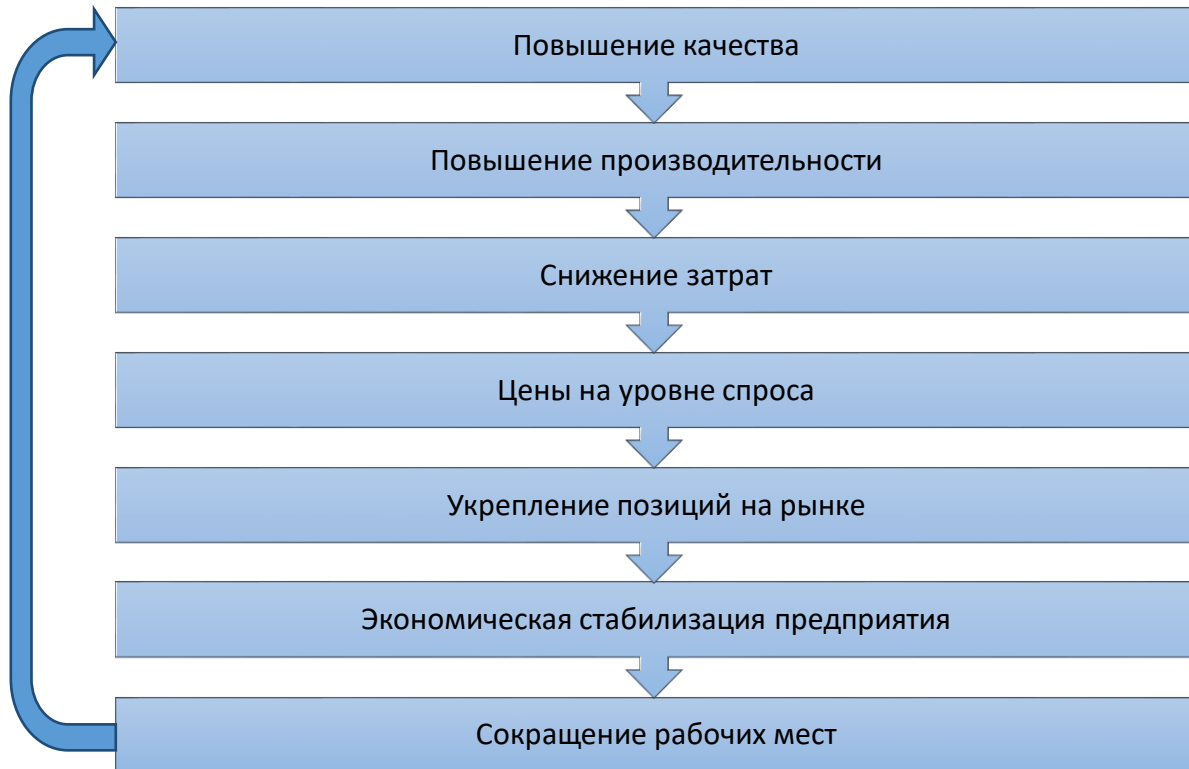 Повышение качества
Повышение производительности
Снижение затрат
Цены на уровне спроса
Укрепление позиций на рынке
Экономическая стабилизация предприятия
Сокращение рабочих мест